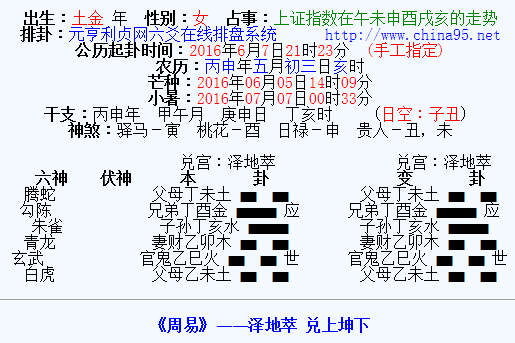 出生：土金 年　性别：女　占事：上证指数在午未申酉戌亥的走势
排卦：元亨利贞网六爻在线排盘系统　　http://www.china95.net
公历起卦时间：2016年6月7日21时23分　(手工指定)
农历：丙申年五月初三日亥时
芒种：2016年06月05日14时09分
小暑：2016年07月07日00时33分
干支：丙申年　甲午月　庚申日　丁亥时　　(日空：子丑)
神煞：驿马－寅　桃花－酉　日禄－申　贵人－丑，未
兑宫：泽地萃　　兑宫：泽地萃
六神　伏神　本　卦　变　卦
腾蛇　父母丁未土　父母丁未土
勾陈　兄弟丁酉金　应　兄弟丁酉金　应
朱雀　子孙丁亥水　子孙丁亥水
青龙　妻财乙卯木　妻财乙卯木
玄武　官鬼乙巳火　世　官鬼乙巳火　世
白虎　父母乙未土　父母乙未土
《周易》——泽地萃 兑上坤下